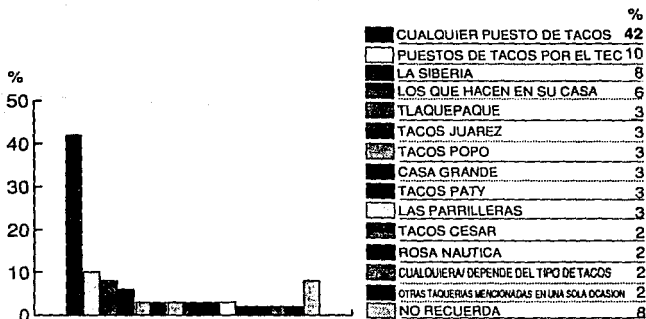 %
CUALQUIER PUESTO DE TACOS 42
PUESTOS DE TACOS POR EL TEC 10
LA SIBERIA 8
LOS QUE HACEN EN SU CASA 6
TLAQUEPAQUE 3
TACOS JUAREZ 3
TACOS POPO 3
CASA GRANDE 3
TACOS PATY 3
LAS PARRILLERAS 3
TACOS CESAR 2
ROSA NAUTICA 2
CUALQUIERA/ DEPENDE DEL TIPO DE TACOS 2
OTRAS TAQUERIAS MENCIONADAS EN UNA SOLA OCASION 2
NO RECUERDA 8
%
50
40
30
20
10
0